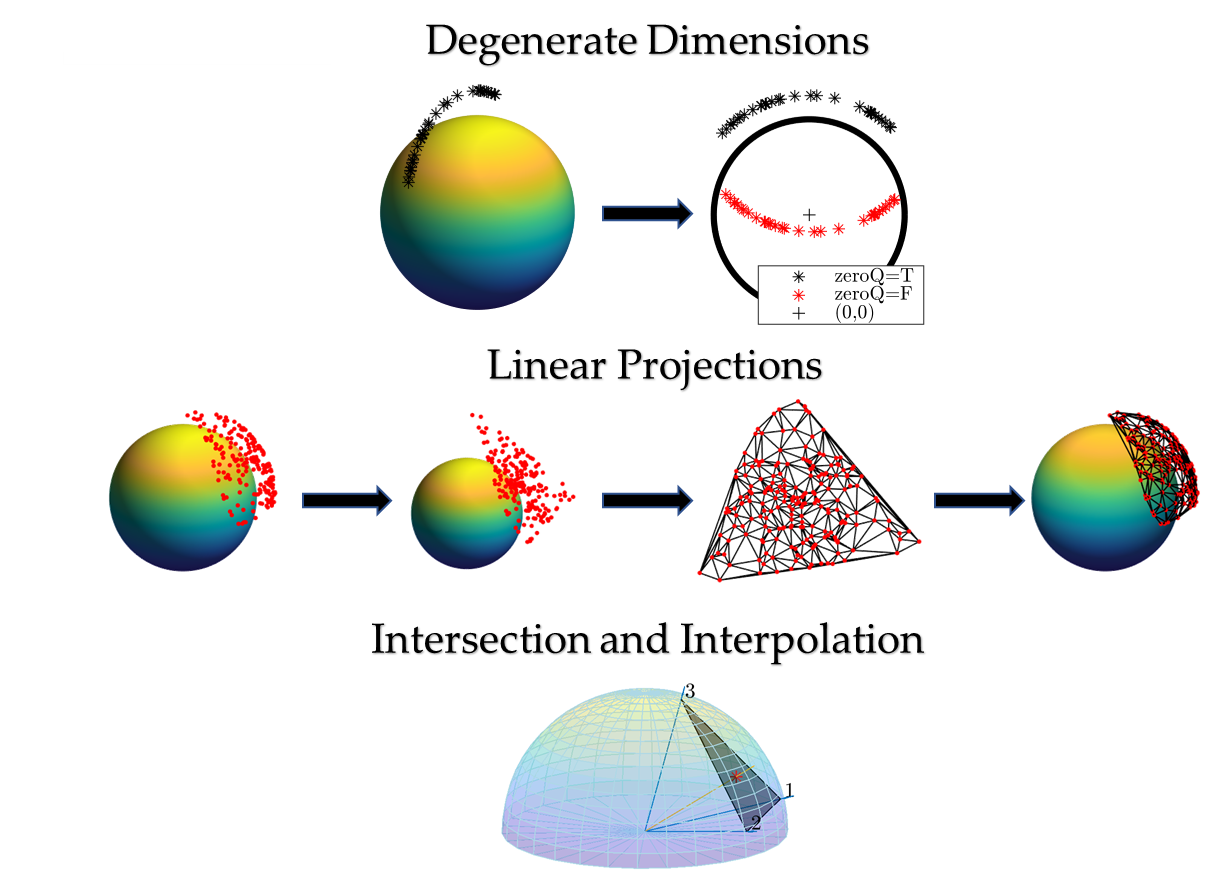 Degenerate Dimensions
zeroQ=T
zeroQ=F
(0,0)
Linear Projections
Intersection and Interpolation
3
1
2